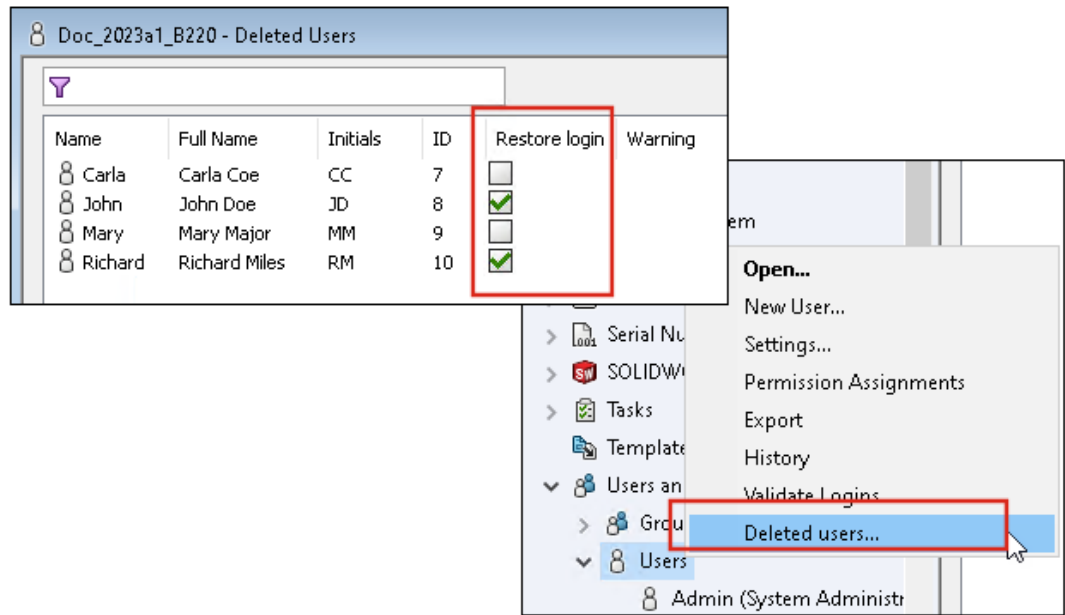 Doc_2023a1_B220 - Deleted Users
Name Full Name Initials ID Restore login Warning
Carla Carla Coe CC 7
John John Doe JD 8
Mary Mary Major MM 9
Richard Richard Miles RM 10
em
Open...
New User...
Serial Nu
Settings...
SOLIDW
Permission Assignments
Tasks
Export
Template
History
Users an
Validate Logins
Grou
Deleted users...
Users
Admin (System Administr